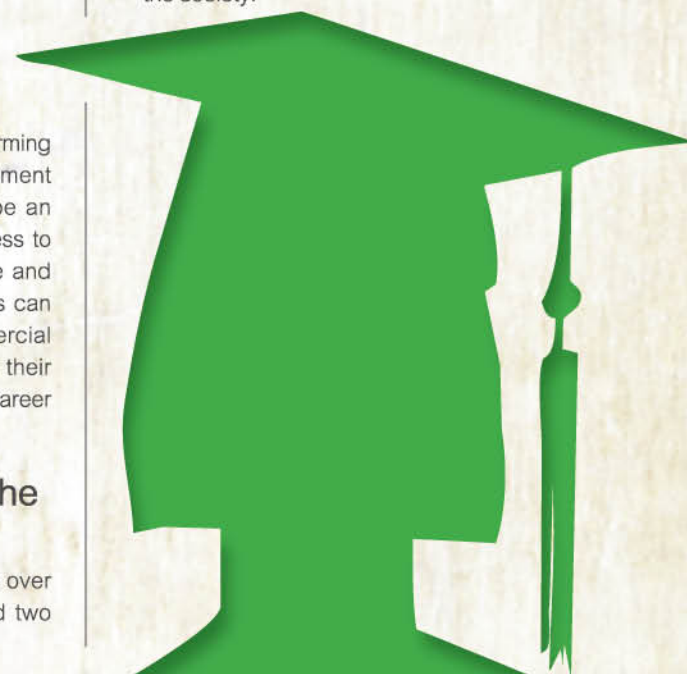 the society.
rming
ment
be an
ess to
e and
s can
ercial
their
areer
he
over
d two